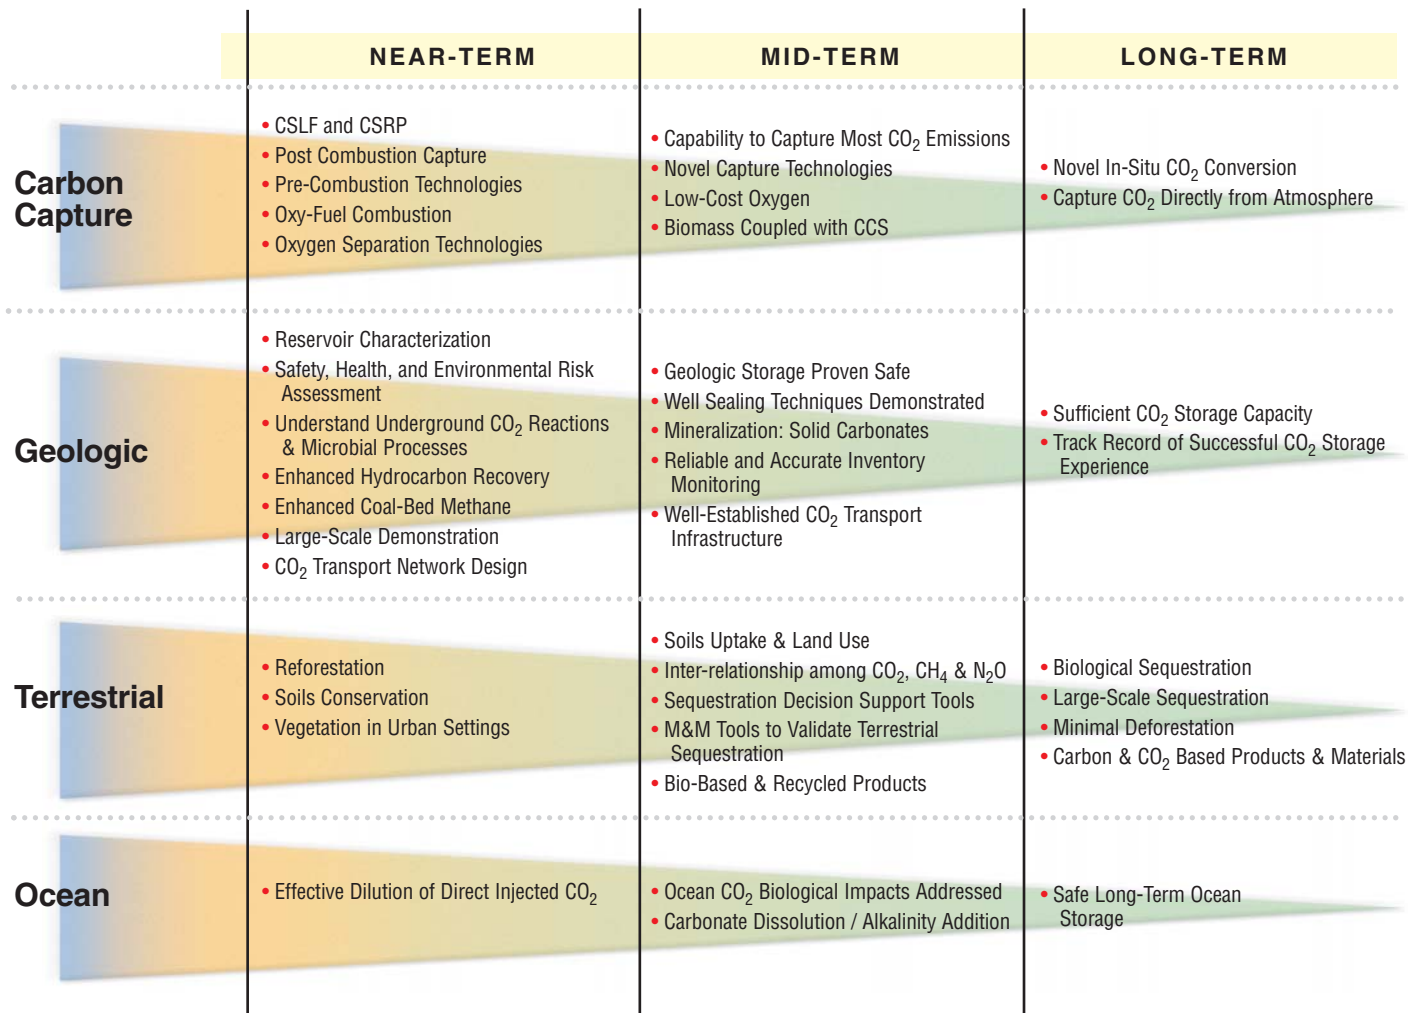 NEAR-TERM
MID-TERM
LONG-TERM
Carbon
Capture
• CSLF and CSRP
• Post Combustion Capture
• Pre-Combustion Technologies
• Oxy-Fuel Combustion
• Oxygen Separation Technologies
• Capability to Capture Most CO₂ Emissions
• Novel Capture Technologies
• Low-Cost Oxygen
• Biomass Coupled with CCS
• Novel In-Situ CO₂ Conversion
• Capture CO₂ Directly from Atmosphere
Geologic
• Reservoir Characterization
• Safety, Health, and Environmental Risk
Assessment
• Understand Underground CO₂ Reactions
& Microbial Processes
• Enhanced Hydrocarbon Recovery
• Enhanced Coal-Bed Methane
• Large-Scale Demonstration
• CO₂ Transport Network Design
• Geologic Storage Proven Safe
• Well Sealing Techniques Demonstrated
• Mineralization: Solid Carbonates
• Reliable and Accurate Inventory
Monitoring
• Well-Established CO₂ Transport
Infrastructure
• Sufficient CO₂ Storage Capacity
• Track Record of Successful CO₂ Storage
Experience
Terrestrial
• Reforestation
• Soils Conservation
• Vegetation in Urban Settings
• Soils Uptake & Land Use
• Inter-relationship among CO₂, CH₄ & N₂O
• Sequestration Decision Support Tools
• M&M Tools to Validate Terrestrial
Sequestration
• Bio-Based & Recycled Products
• Biological Sequestration
• Large-Scale Sequestration
• Minimal Deforestation
• Carbon & CO₂ Based Products & Materials
Ocean
• Effective Dilution of Direct Injected CO₂
• Ocean CO₂ Biological Impacts Addressed
• Carbonate Dissolution / Alkalinity Addition
• Safe Long-Term Ocean
Storage